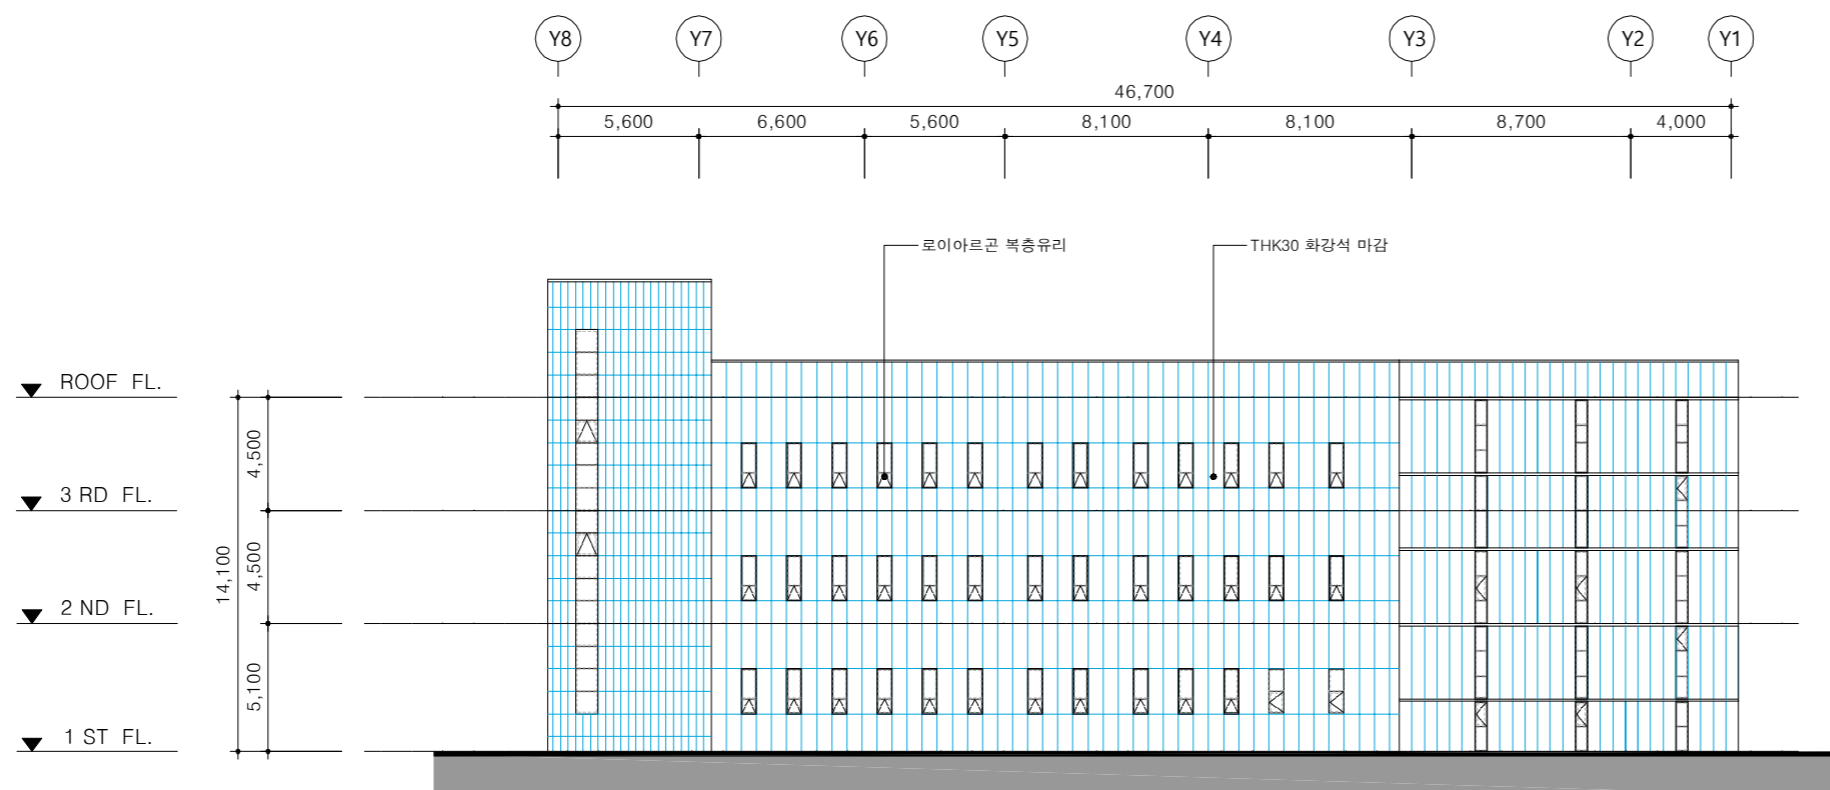 Y8 Y7 Y6 Y5 Y4 Y3 Y2 Y1
46,700
5,600 6,600 5,600 8,100 8,100 8,700 4,000
로이아르곤 복층유리
THK30 화강석 마감
ROOF FL.
4,500
3 RD FL.
14,100
4,500
2 ND FL.
5,100
1 ST FL.